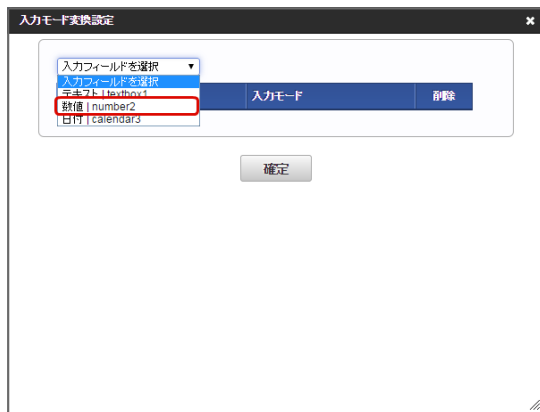 入力モード変換設定
入力フィールドを選択
入力フィールドを選択
テキスト | textbox1
数値 | number2
日付 | calendar3
入力モード
削除
確定